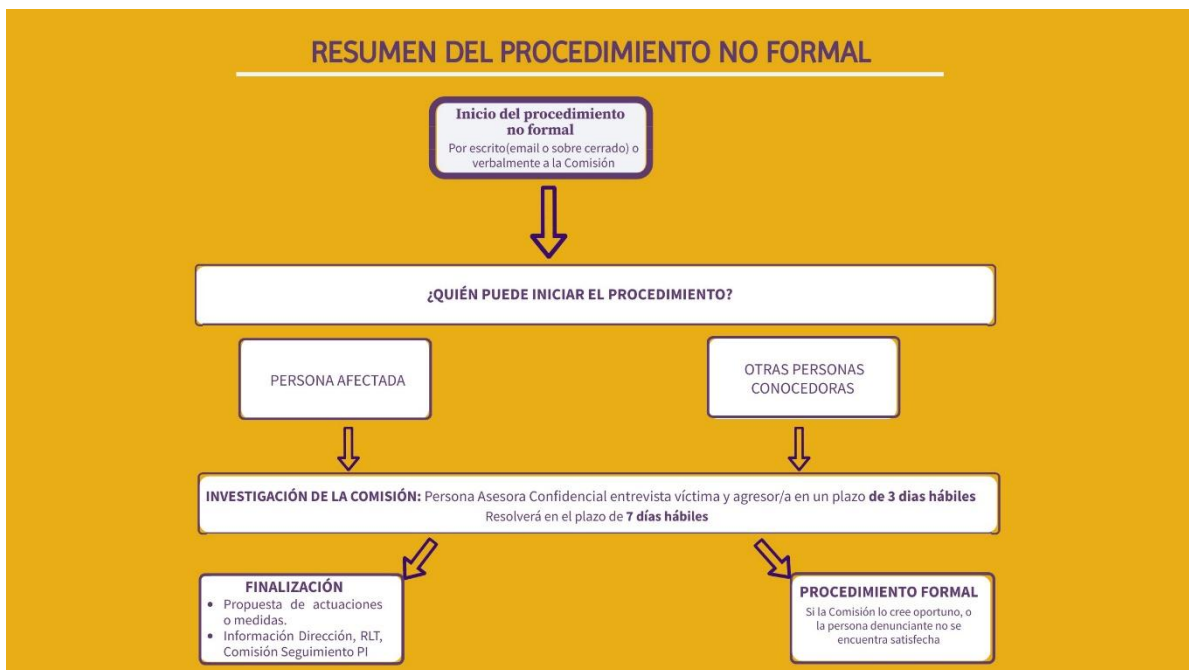 RESUMEN DEL PROCEDIMIENTO NO FORMAL
Inicio del procedimiento
no formal
Por escrito(email o sobre cerrado) o
verbalmente a la Comisión
¿QUIÉN PUEDE INICIAR EL PROCEDIMIENTO?
PERSONA AFECTADA
OTRAS PERSONAS
CONOCEDORAS
INVESTIGACIÓN DE LA COMISIÓN: Persona Asesora Confidencial entrevista víctima y agresor/a en un plazo de 3 dias hábiles
Resolverá en el plazo de 7 días hábiles
FINALIZACIÓN
• Propuesta de actuaciones
o medidas.
• Información Dirección, RLT,
Comisión Seguimiento PI
PROCEDIMIENTO FORMAL
Si la Comisión lo cree oportuno, o
la persona denunciante no se
encuentra satisfecha